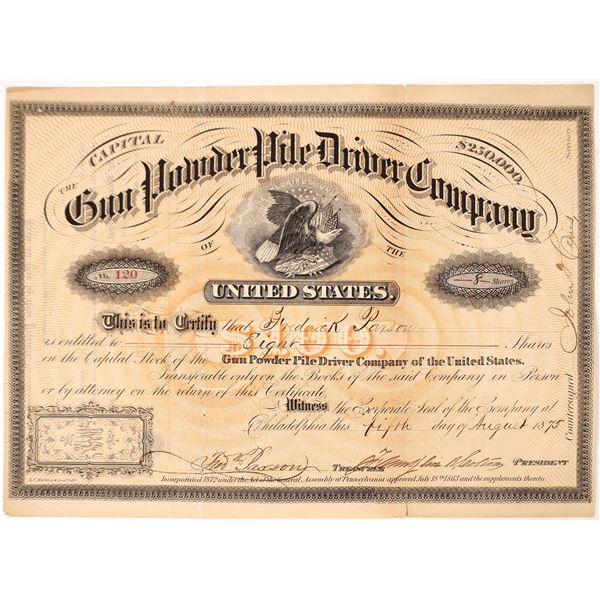 CAPITAL $250,000.
THE
Gun Powder Pile Driver Company
OF THE
UNITED STATES.
No. 120
8 Shares
This is to Certify that Frederick Paxson
is entitled to Eight Shares
in the Capital Stock of the Gun Powder Pile Driver Company of the United States.
Transferable only on the Books of the said Company in Person
or by attorney on the return of this Certificate
Witness the Corporate Seal of the Company at
Philadelphia this fifth day of August 1875
Paxson TREASURER PRESIDENT
Incorporated 1872 under the Act of the General Assembly of Pennsylvania approved July 18th 1863 and the supplements thereto.
Countersigned John Secretary